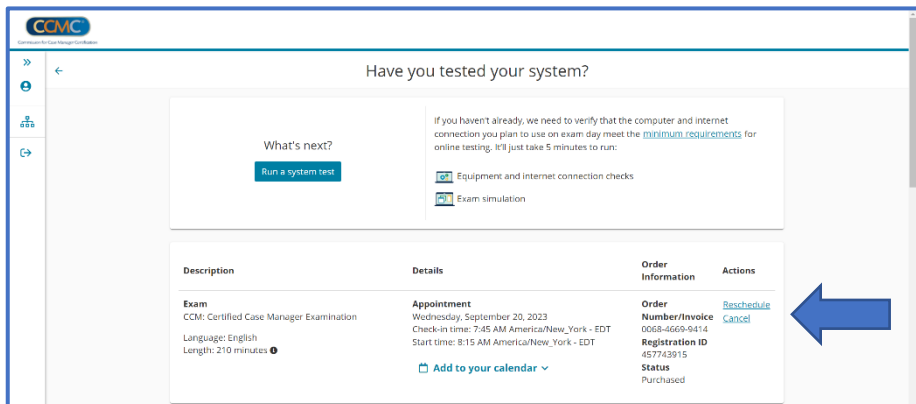 CCMC
Commission for Case Manager Certification
Have you tested your system?
What's next?
Run a system test
If you haven't already, we need to verify that the computer and internet
connection you plan to use on exam day meet the minimum requirements for
online testing. It'll just take 5 minutes to run:
Equipment and internet connection checks
Exam simulation
Description
Details
Order
Information
Actions
Exam
CCM: Certified Case Manager Examination
Language: English
Length: 210 minutes
Appointment
Wednesday, September 20, 2023
Check-in time: 7:45 AM America/New_York - EDT
Start time: 8:15 AM America/New_York - EDT
Add to your calendar
Order
Number/Invoice
0068-4669-9414
Registration ID
457743915
Status
Purchased
Reschedule
Cancel